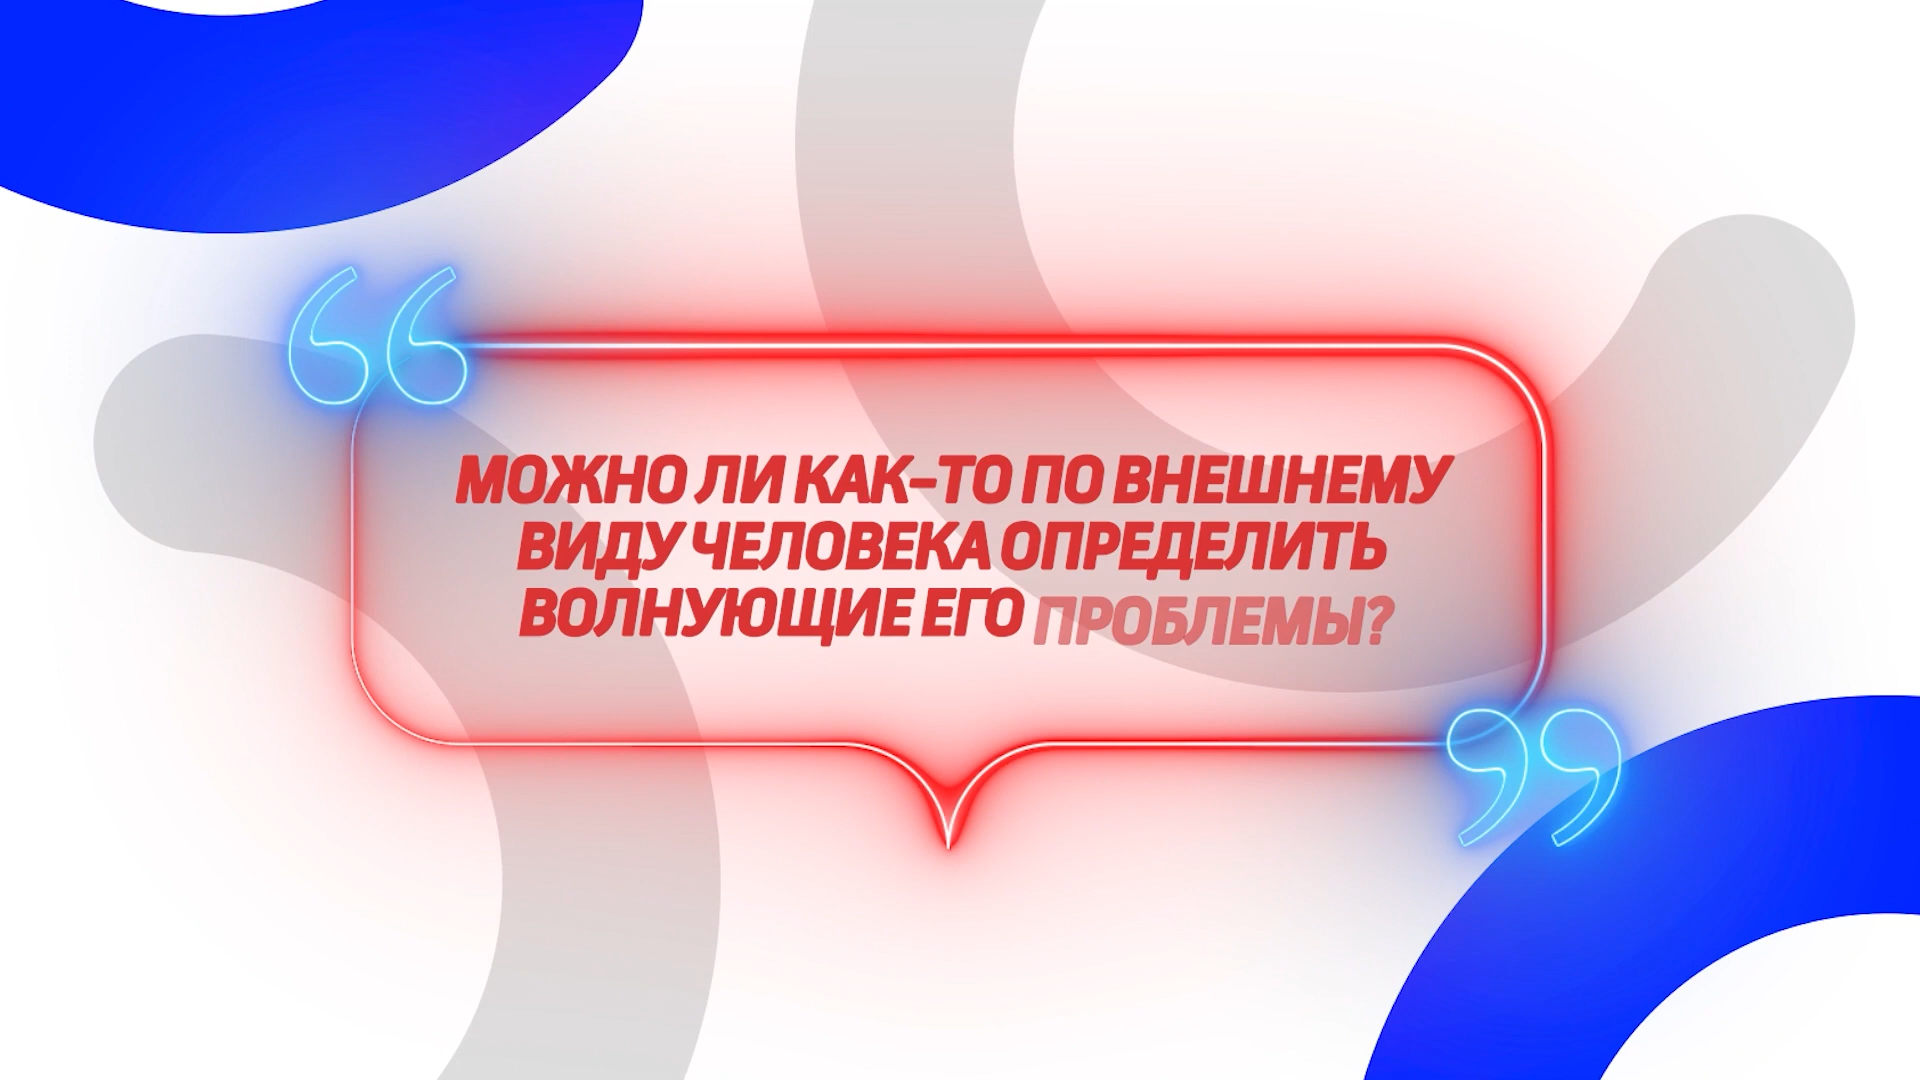 МОЖНО ЛИ КАК-ТО ПО ВНЕШНЕМУ
ВИДУ ЧЕЛОВЕКА ОПРЕДЕЛИТЬ
ВОЛНУЮЩИЕ ЕГО ПРОБЛЕМЫ?